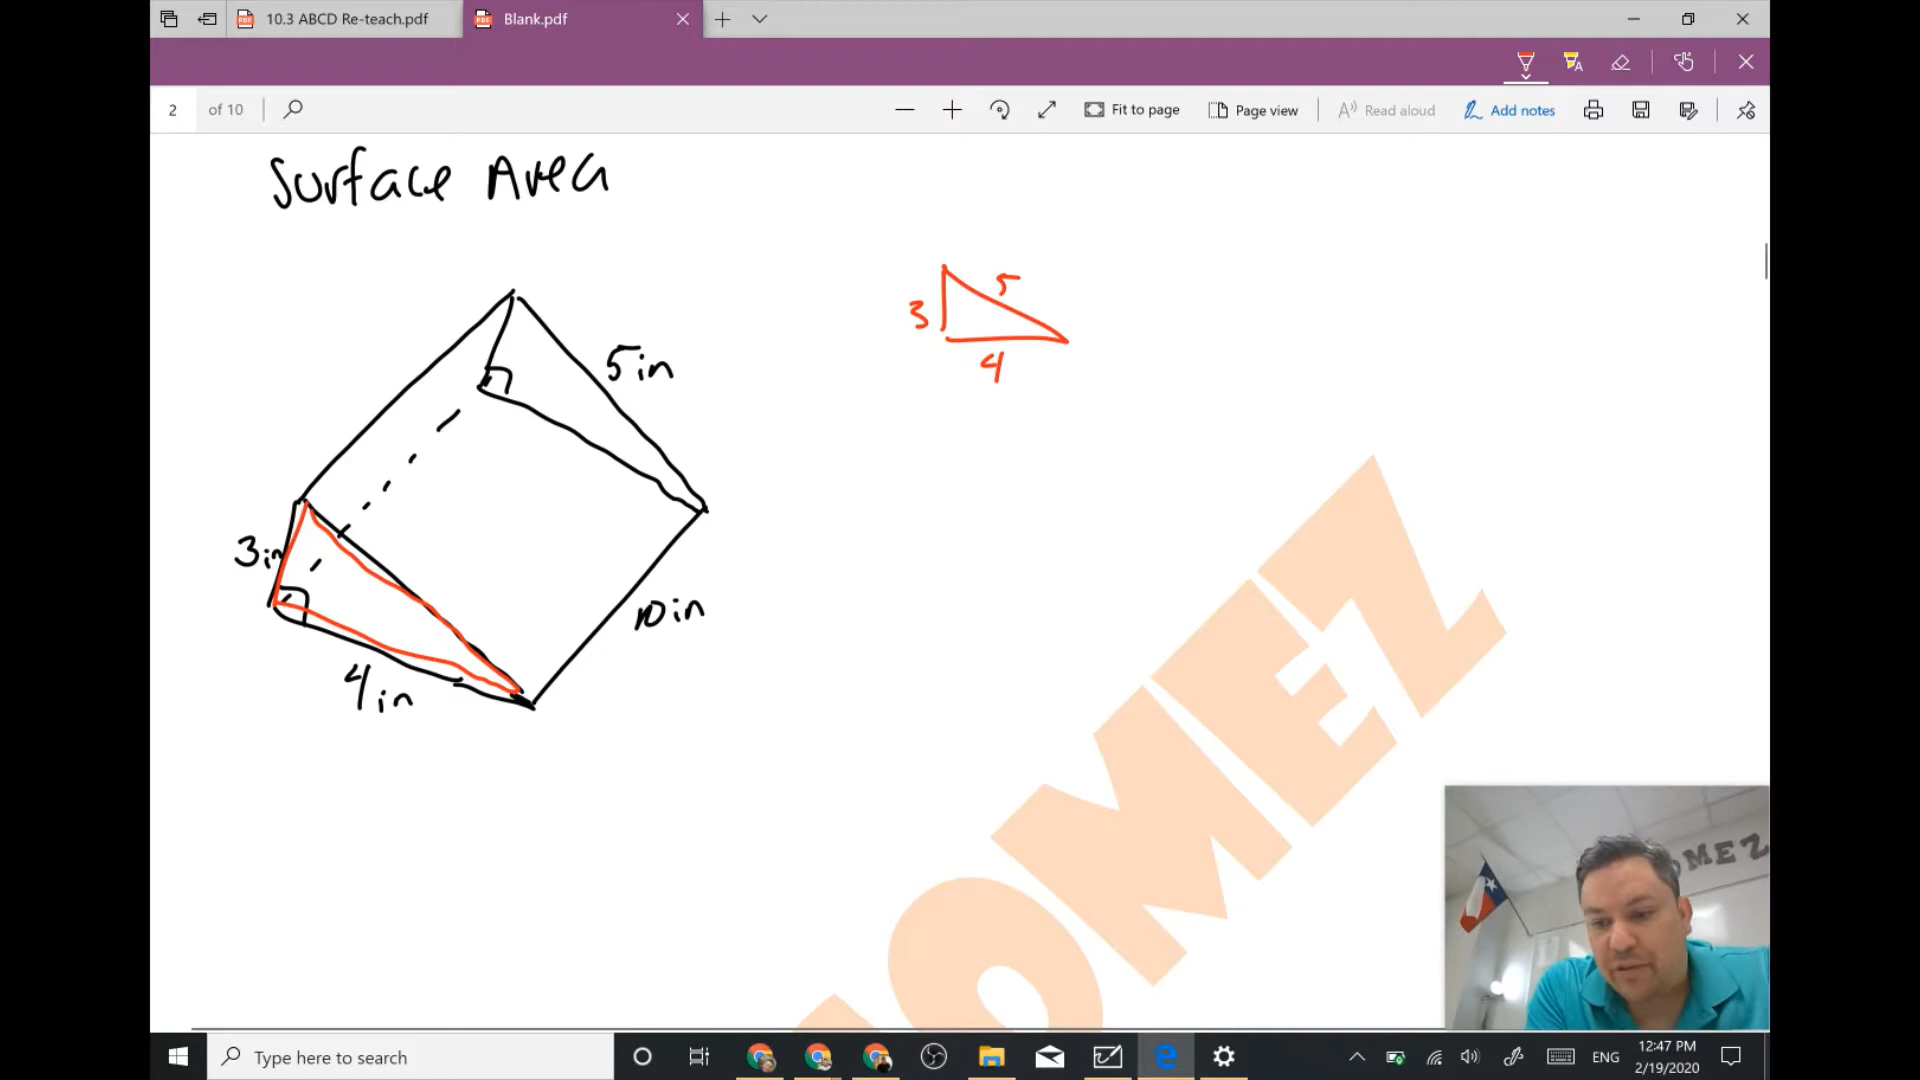 10.3 ABCD Re-teach.pdf
Blank.pdf
2 of 10
Fit to page
Page view
Read aloud
Add notes
Surface Area
5in
3in
4in
10in
3
5
4
GOMEZ
OMEZ
Type here to search
ENG
12:47 PM
2/19/2020